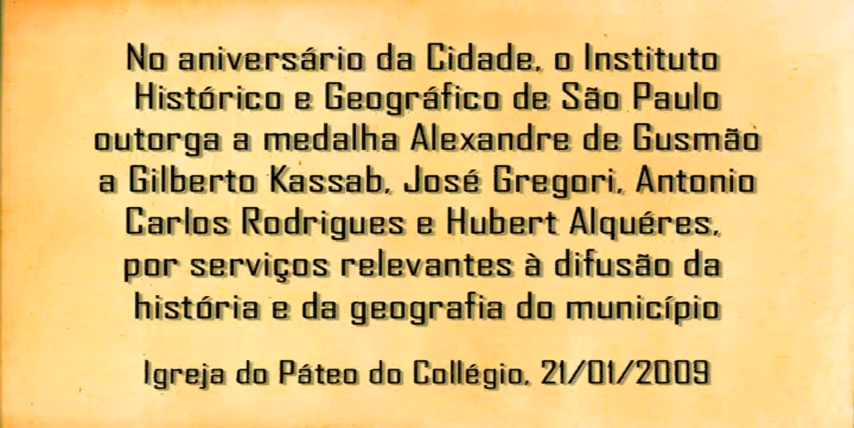 No aniversário da Cidade, o Instituto
Histórico e Geográfico de São Paulo
outorga a medalha Alexandre de Gusmão
a Gilberto Kassab, José Gregori, Antonio
Carlos Rodrigues e Hubert Alquéres,
por serviços relevantes à difusão da
história e da geografia do município
Igreja do Páteo do Collégio, 21/01/2009